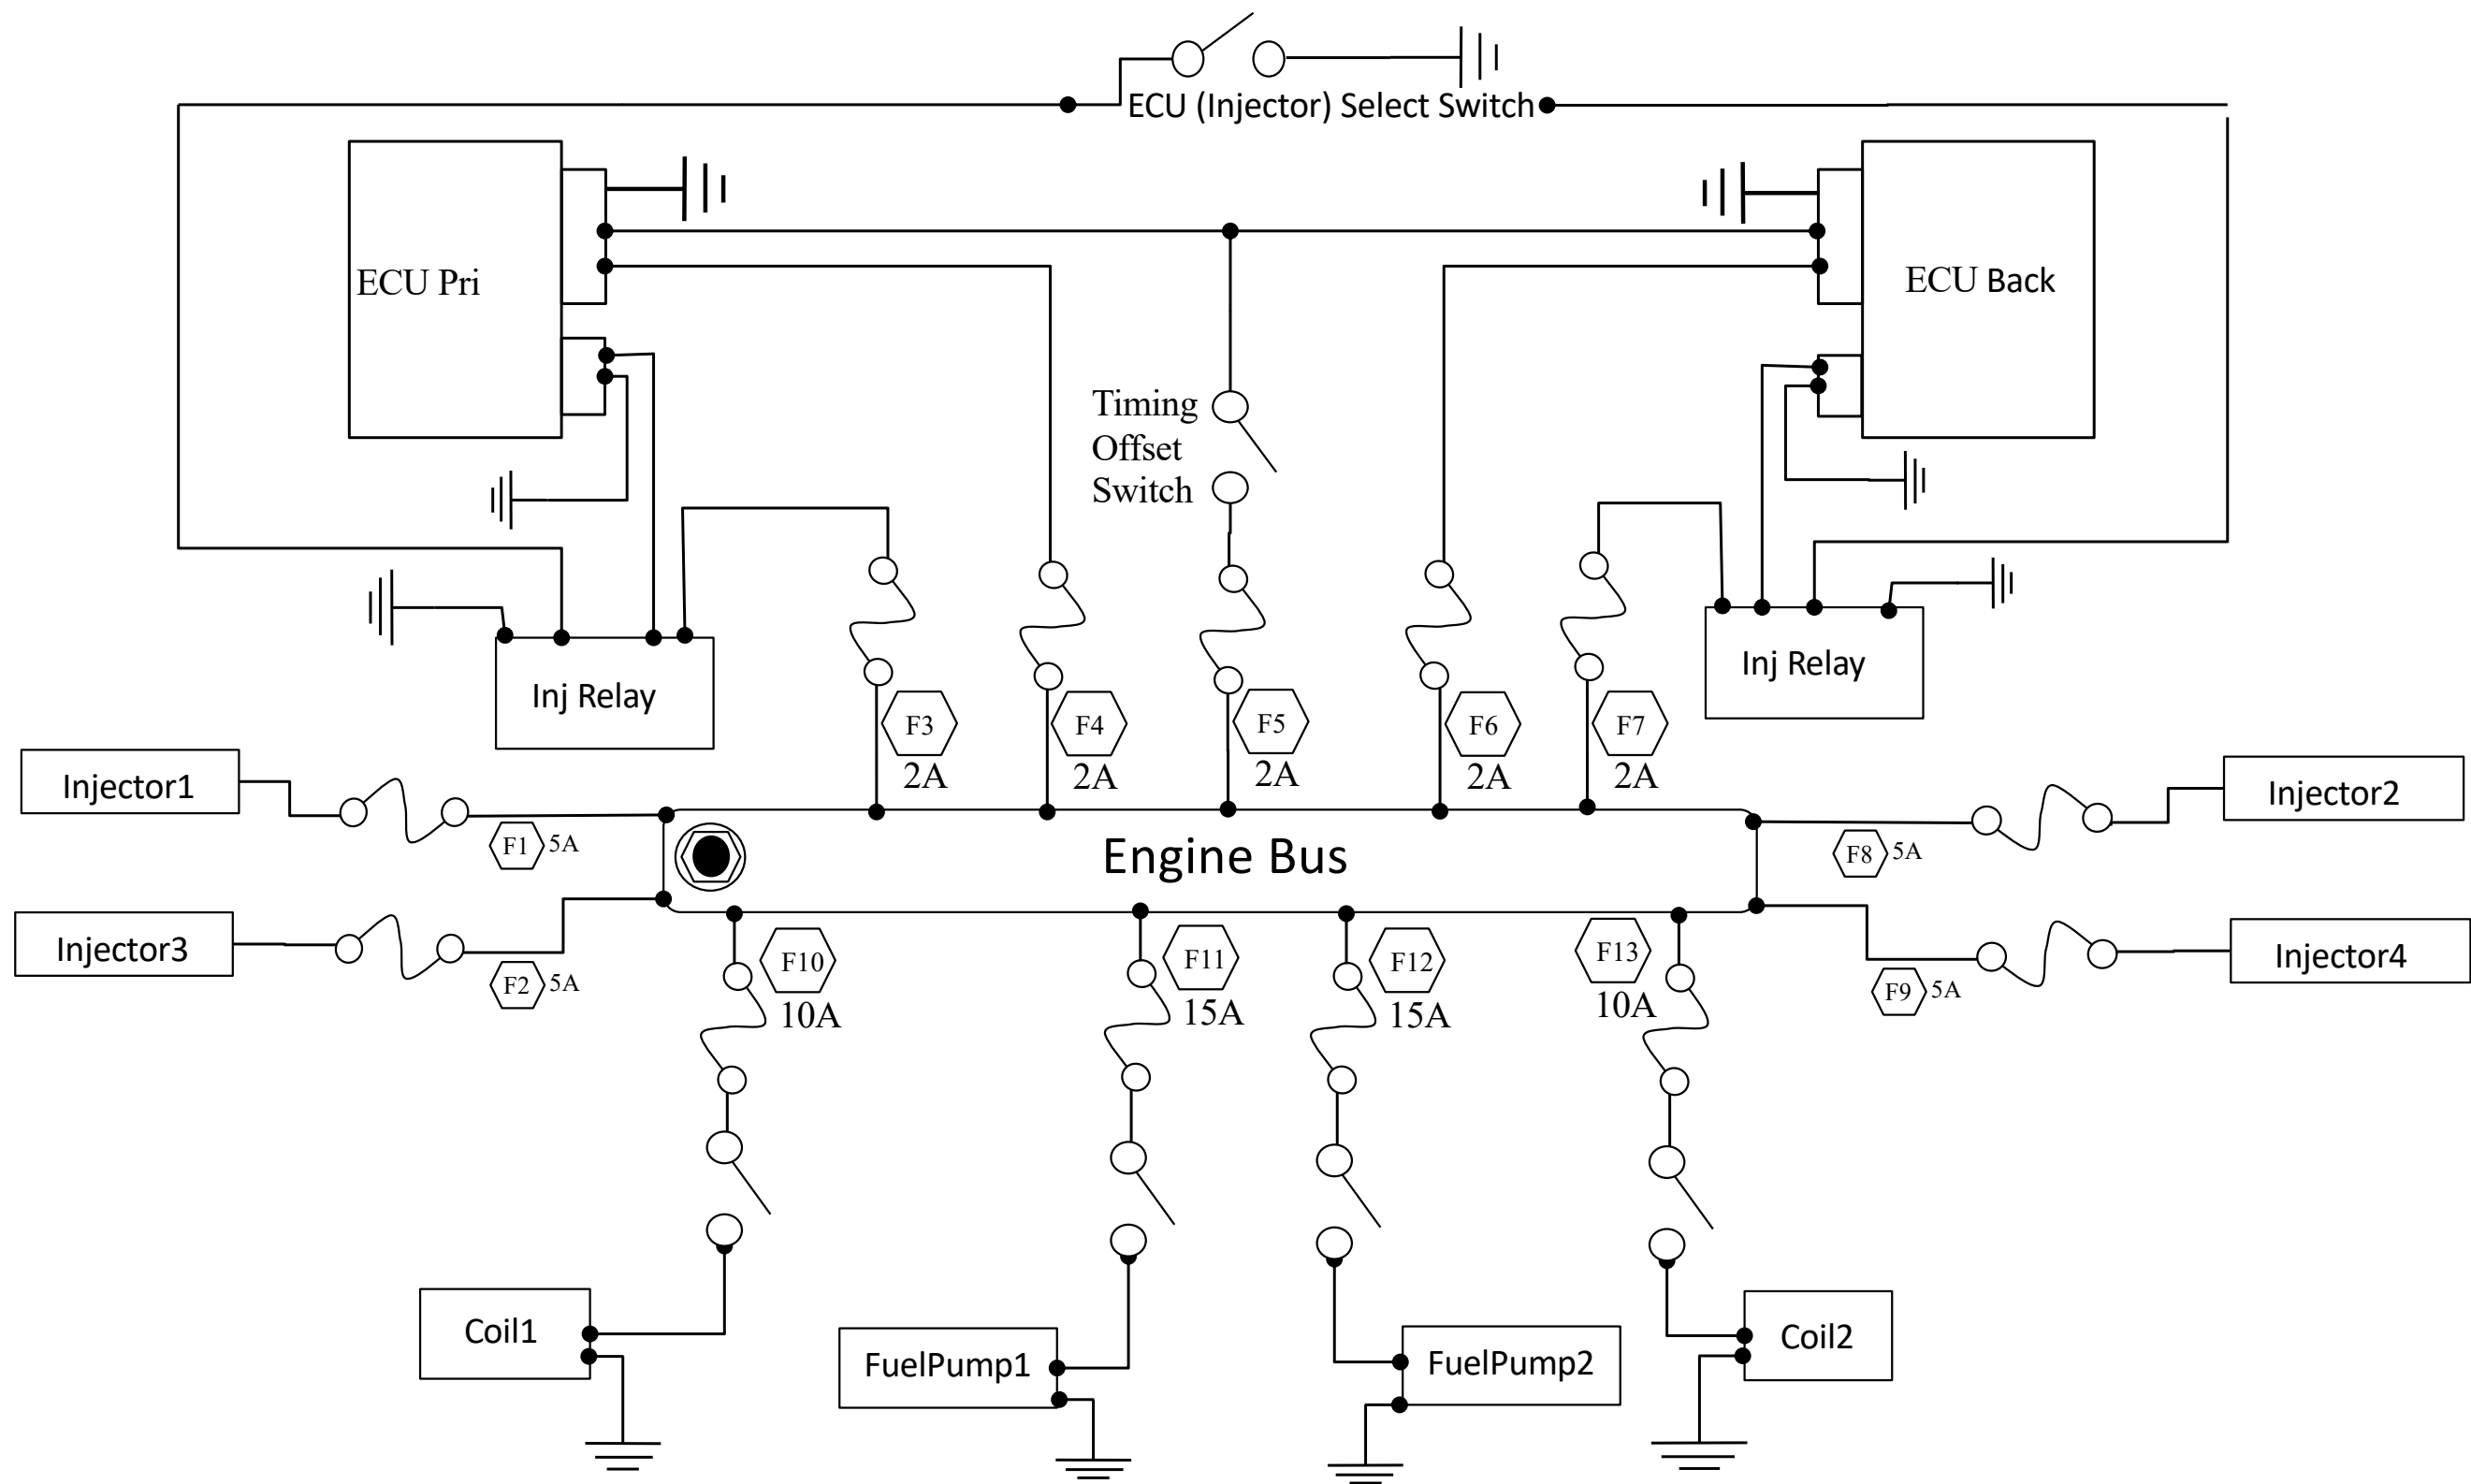 ECU (Injector) Select Switch
ECU Pri
ECU Back
Timing
Offset
Switch
Inj Relay
Inj Relay
F3
F4
F5
F6
F7
2A
2A
2A
2A
2A
Injector1
Injector2
F1 5A
Engine Bus
F8 5A
Injector3
Injector4
F2 5A
F9 5A
F10
F11
F12
F13
10A
15A
15A
10A
Coil1
FuelPump1
FuelPump2
Coil2